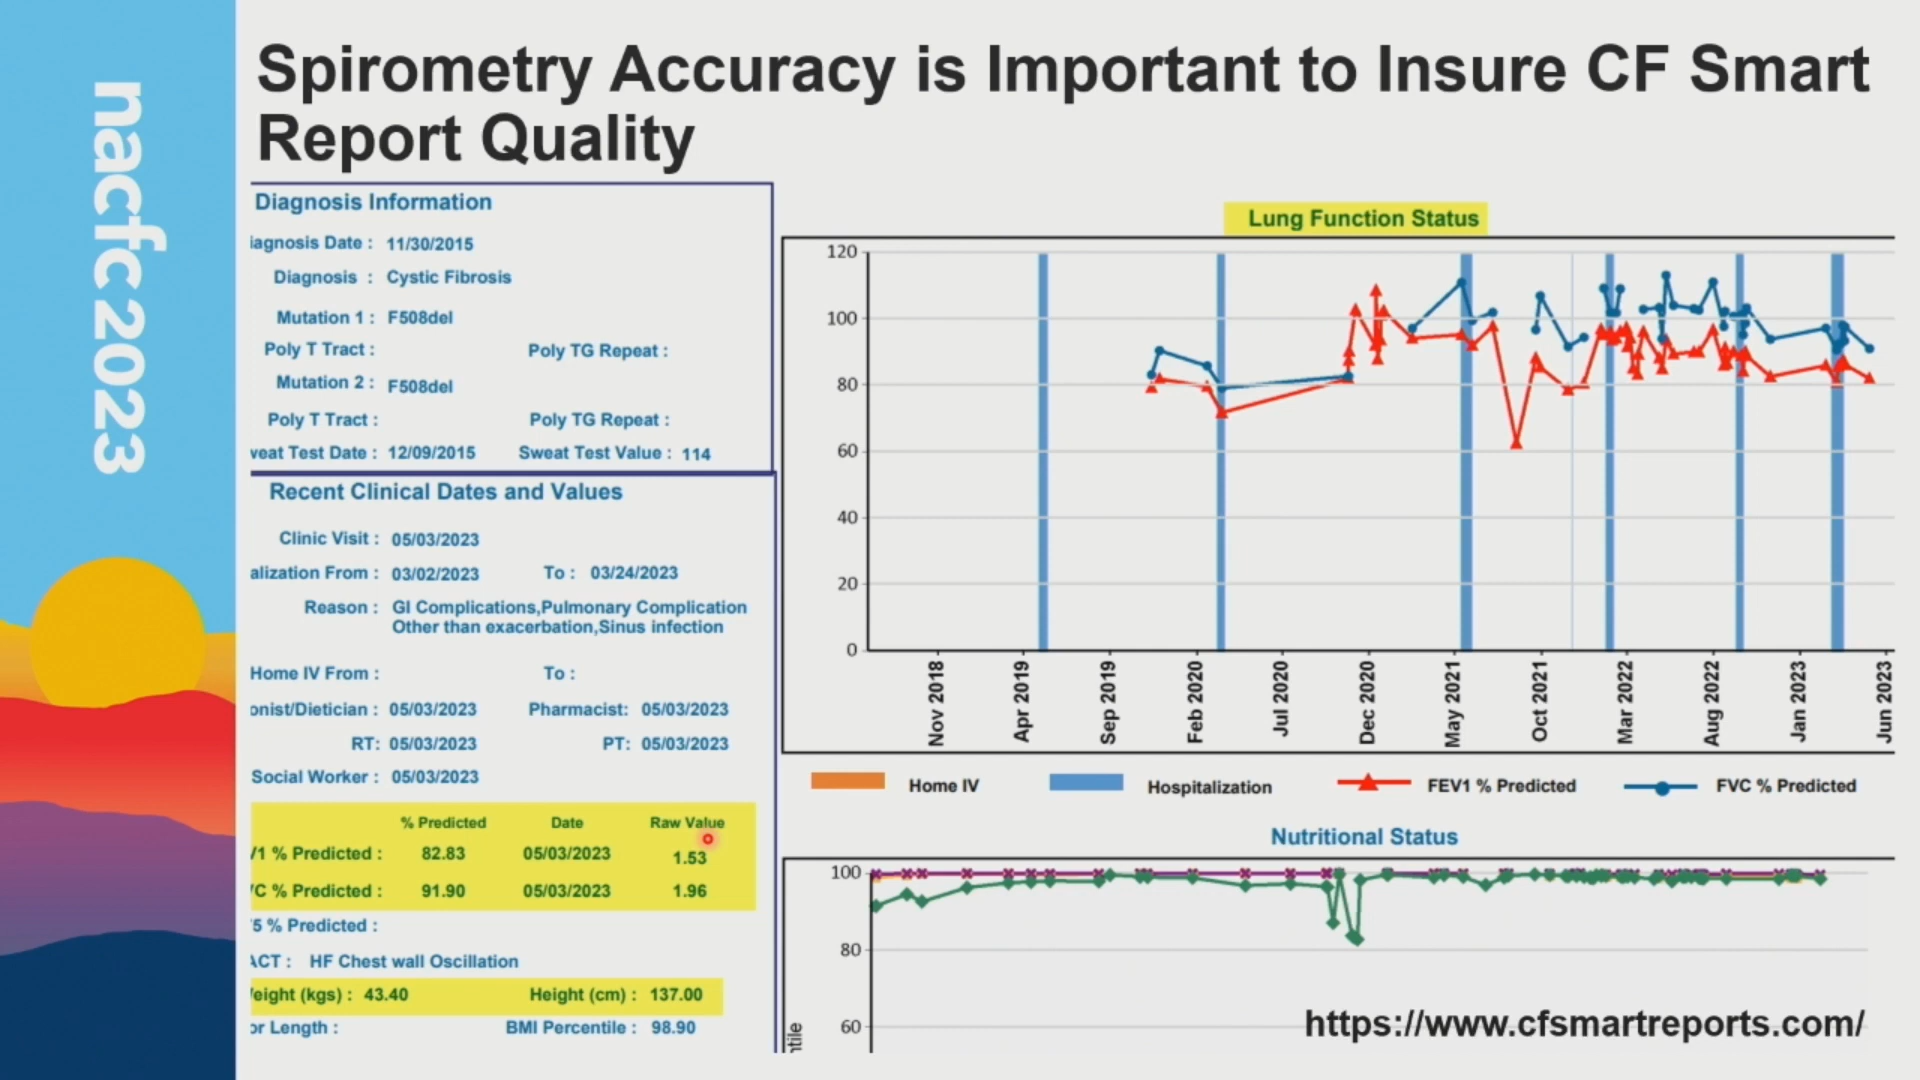 nacfc 2023
Spirometry Accuracy is Important to Insure CF Smart
Report Quality
Diagnosis Information
iagnosis Date : 11/30/2015
Diagnosis : Cystic Fibrosis
Mutation 1 : F508del
Poly T Tract : Poly TG Repeat :
Mutation 2 : F508del
Poly T Tract : Poly TG Repeat :
weat Test Date : 12/09/2015 Sweat Test Value : 114
Recent Clinical Dates and Values
Clinic Visit : 05/03/2023
alization From : 03/02/2023 To : 03/24/2023
Reason : GI Complications,Pulmonary Complication
Other than exacerbation,Sinus infection
Home IV From : To :
onist/Dietician : 05/03/2023 Pharmacist: 05/03/2023
RT: 05/03/2023 PT: 05/03/2023
Social Worker : 05/03/2023
% Predicted Date Raw Value
V1 % Predicted : 82.83 05/03/2023 1.53
VC % Predicted : 91.90 05/03/2023 1.96
5 % Predicted :
ACT : HF Chest wall Oscillation
Weight (kgs) : 43.40 Height (cm) : 137.00
or Length : BMI Percentile : 98.90
Lung Function Status
120
100
80
60
40
20
0
Nov 2018
Apr 2019
Sep 2019
Feb 2020
Jul 2020
Dec 2020
May 2021
Oct 2021
Mar 2022
Aug 2022
Jan 2023
Jun 2023
Home IV Hospitalization FEV1 % Predicted FVC % Predicted
Nutritional Status
100
80
60
ntile
https://www.cfsmartreports.com/